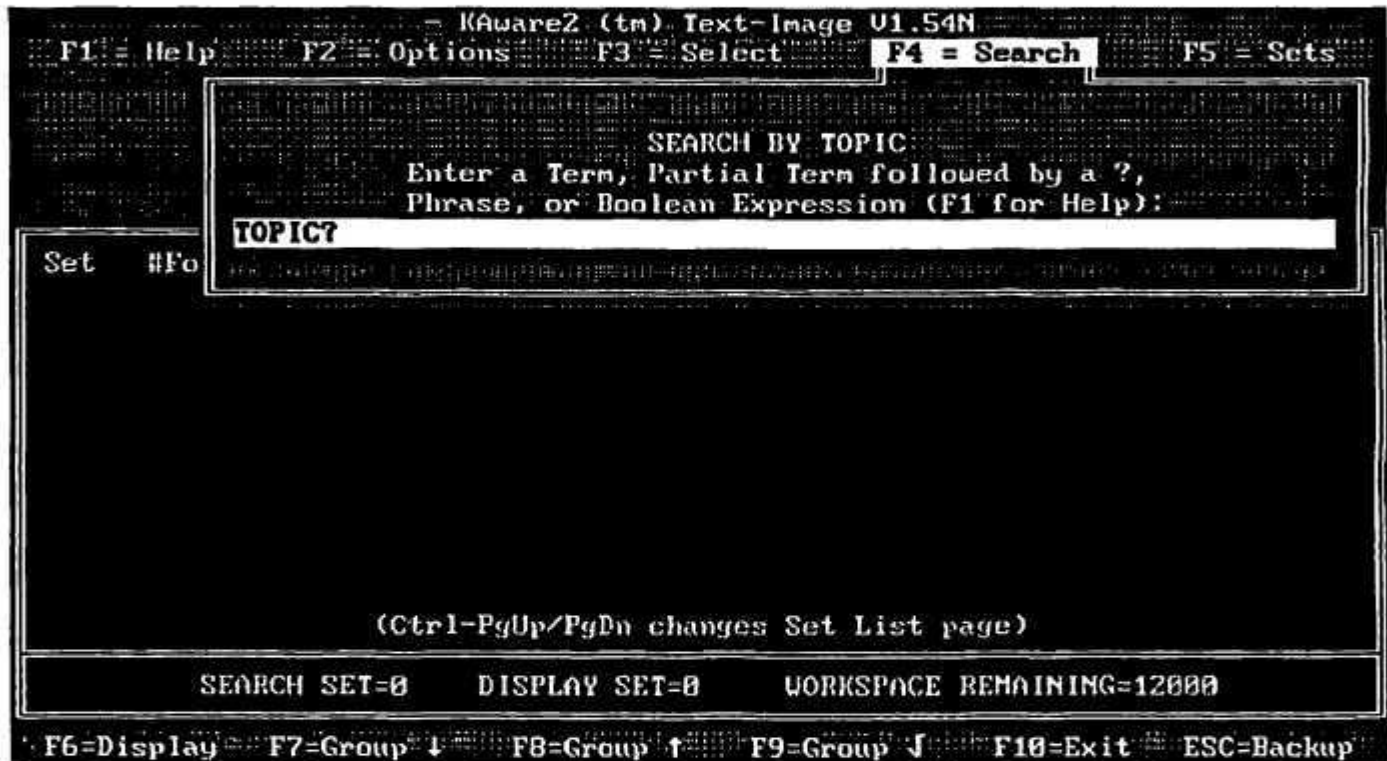 KAware2 (tm) Text-Image V1.54N
F1 = Help F2 = Options F3 = Select F4 = Search F5 = Sets
SEARCH BY TOPIC
Enter a Term, Partial Term followed by a ?,
Phrase, or Boolean Expression (F1 for Help):
TOPIC?
Set #Fo
(Ctrl-PgUp/PgDn changes Set List page)
SEARCH SET=0 DISPLAY SET=0 WORKSPACE REMAINING=12000
F6=Display F7=Group ↓ F8=Group ↑ F9=Group √ F10=Exit ESC=Backup